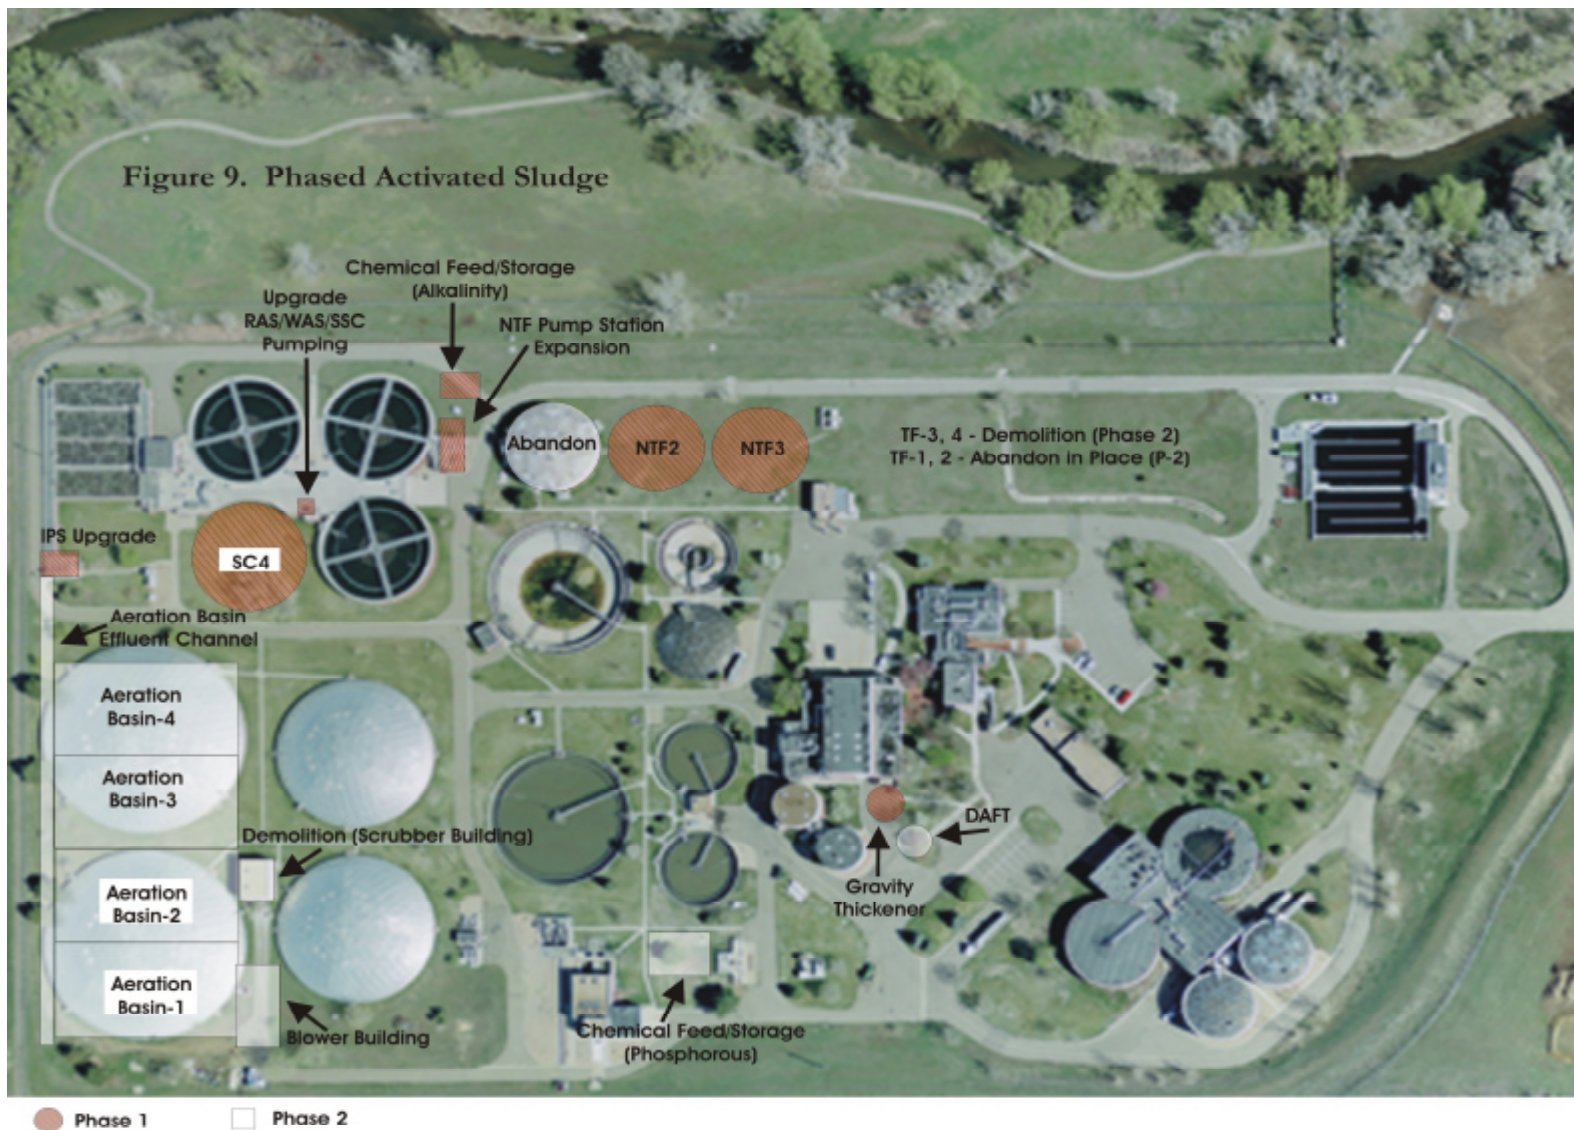 Figure 9. Phased Activated Sludge
Chemical Feed/Storage
(Alkalinity)
Upgrade
RAS/WAS/SSC
Pumping
NTF Pump Station
Expansion
Abandon
NTF2
NTF3
TF-3, 4 - Demolition (Phase 2)
TF-1, 2 - Abandon in Place (P-2)
IPS Upgrade
SC4
Aeration Basin
Effluent Channel
Aeration
Basin-4
Aeration
Basin-3
Demolition (Scrubber Building)
DAFT
Aeration
Basin-2
Gravity
Thickener
Aeration
Basin-1
Blower Building
Chemical Feed/Storage
(Phosphorous)
Phase 1
Phase 2